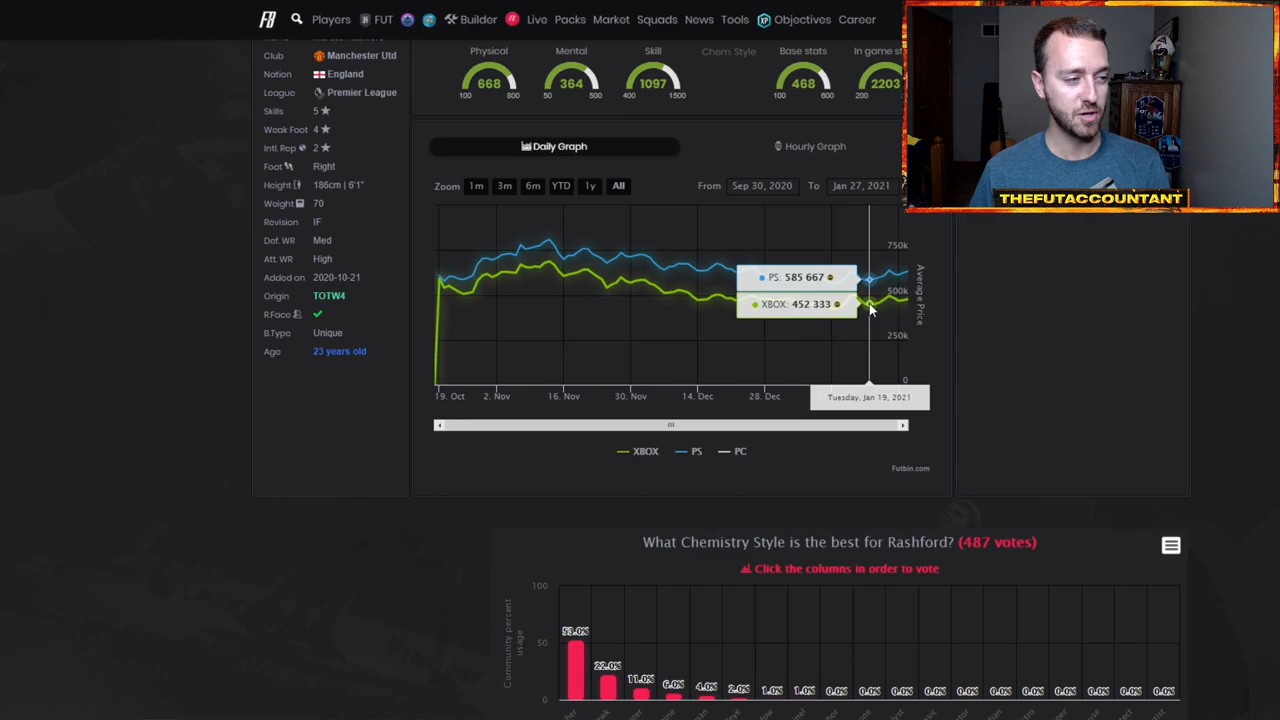 Players FUT Builder Live Packs Market Squads News Tools XP Objectives Career
Club Manchester Utd
Nation England
League Premier League
Skills 5★
Weak Foot 4★
Intl. Rep 2★
Foot Right
Height 186cm | 6'1"
Weight 70
Revision IF
Def. WR Med
Att. WR High
Added on 2020-10-21
Origin TOTW4
R.Face
B.Type Unique
Age 23 years old
Physical Mental Skill Chem. Style Base stats In game st
668 364 1097 468 2203
100 800 50 500 400 1500 100 600 200
Daily Graph Hourly Graph
Zoom 1m 3m 6m YTD 1y All From Sep 30, 2020 To Jan 27, 2021
THEFUTACCOUNTANT
750k
500k
250k
0
Average Price
PS: 585 667
XBOX: 452 333
19. Oct 2. Nov 16. Nov 30. Nov 14. Dec 28. Dec
Tuesday, Jan 19, 2021
XBOX PS PC
Futbin.com
What Chemistry Style is the best for Rashford? (487 votes)
Click the columns in order to vote
Community percent
usage
100
50
0
53.0% 22.0% 11.0% 6.0% 4.0% 2.0% 1.0% 1.0% 0.0% 0.0% 0.0% 0.0% 0.0% 0.0% 0.0% 0.0% 0.0% 0.0% 0.0%